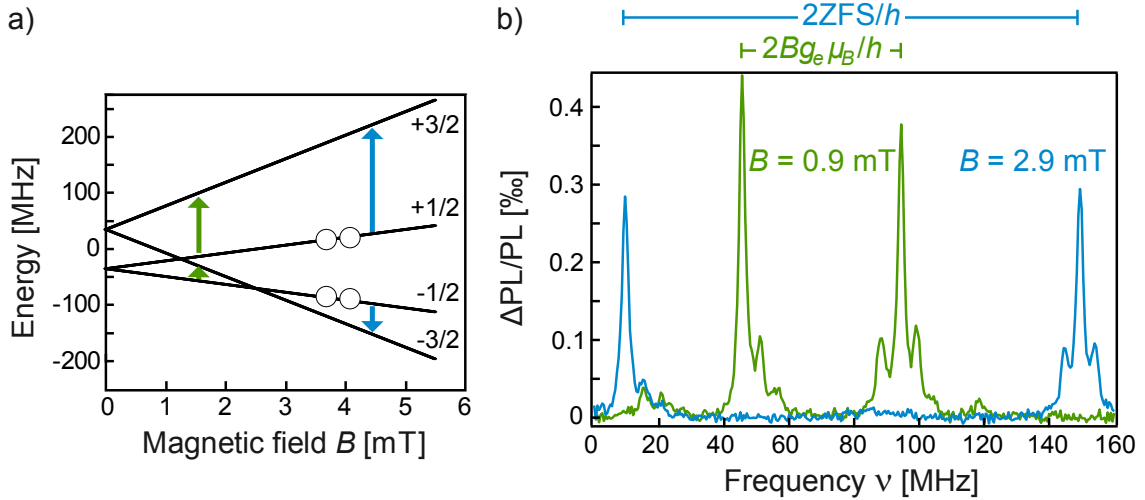 a)
Energy [MHz]
200
100
0
-100
-200
+3/2
+1/2
-1/2
-3/2
0 1 2 3 4 5 6
Magnetic field B [mT]
b)
2ZFS/h
2Bgₑμ_B/h
ΔPL/PL [‰]
0.4
0.3
0.2
0.1
0
B = 0.9 mT
B = 2.9 mT
0 20 40 60 80 100 120 140 160
Frequency ν [MHz]